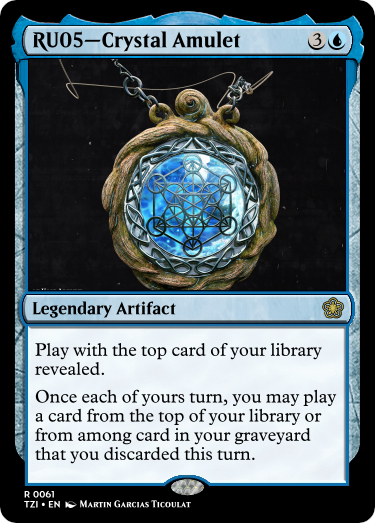 RU05—Crystal Amulet 3
Legendary Artifact
Play with the top card of your library
revealed.
Once each of yours turn, you may play
a card from the top of your library or
from among card in your graveyard
that you discarded this turn.
R 0061
TZI • EN Martin Garcias Ticoulat